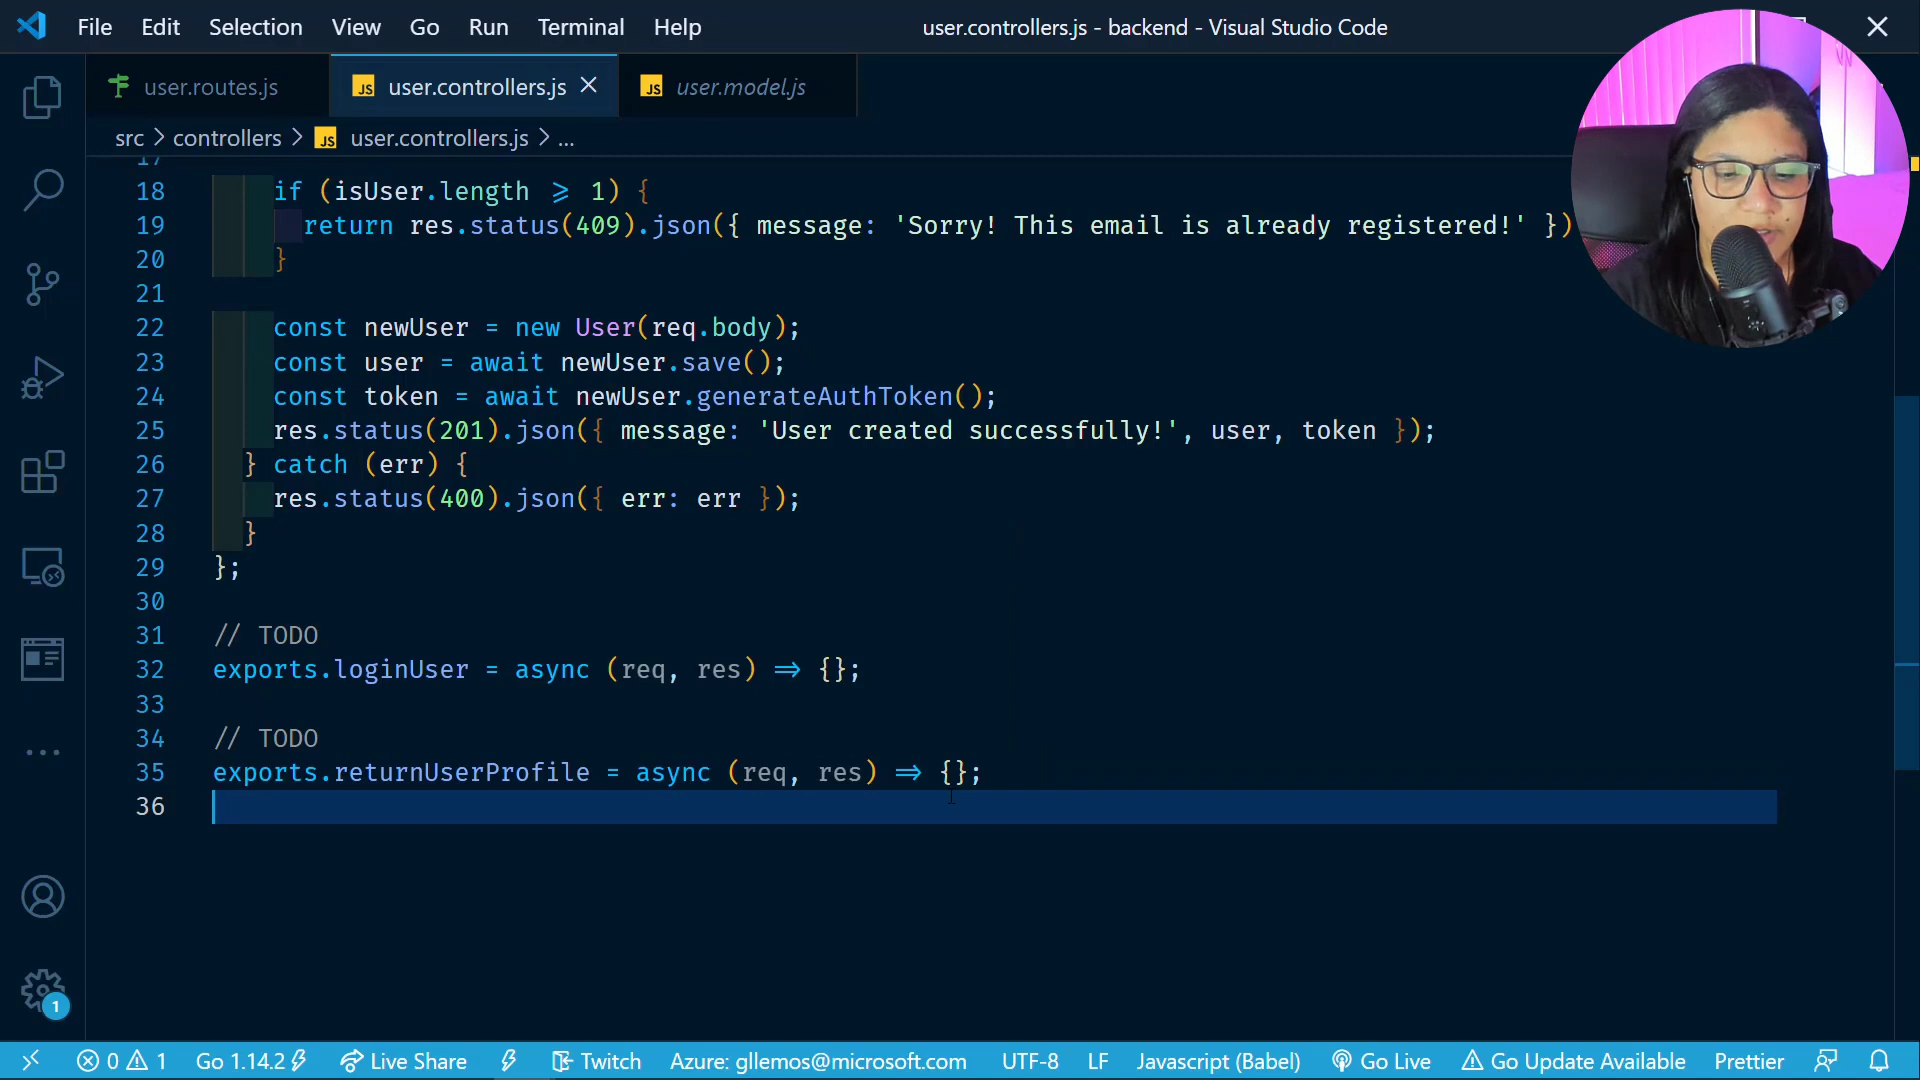 File Edit Selection View Go Run Terminal Help
user.controllers.js - backend - Visual Studio Code
user.routes.js
JS user.controllers.js
JS user.model.js
src > controllers > JS user.controllers.js > ...
17
18 if (isUser.length >= 1) {
19 return res.status(409).json({ message: 'Sorry! This email is already registered!' })
20 }
21
22 const newUser = new User(req.body);
23 const user = await newUser.save();
24 const token = await newUser.generateAuthToken();
25 res.status(201).json({ message: 'User created successfully!', user, token });
26 } catch (err) {
27 res.status(400).json({ err: err });
28 }
29 };
30
31 // TODO
32 exports.loginUser = async (req, res) => {};
33
34 // TODO
35 exports.returnUserProfile = async (req, res) => {};
36
1
0 1 Go 1.14.2 Live Share Twitch Azure: gllemos@microsoft.com UTF-8 LF Javascript (Babel) Go Live Go Update Available Prettier